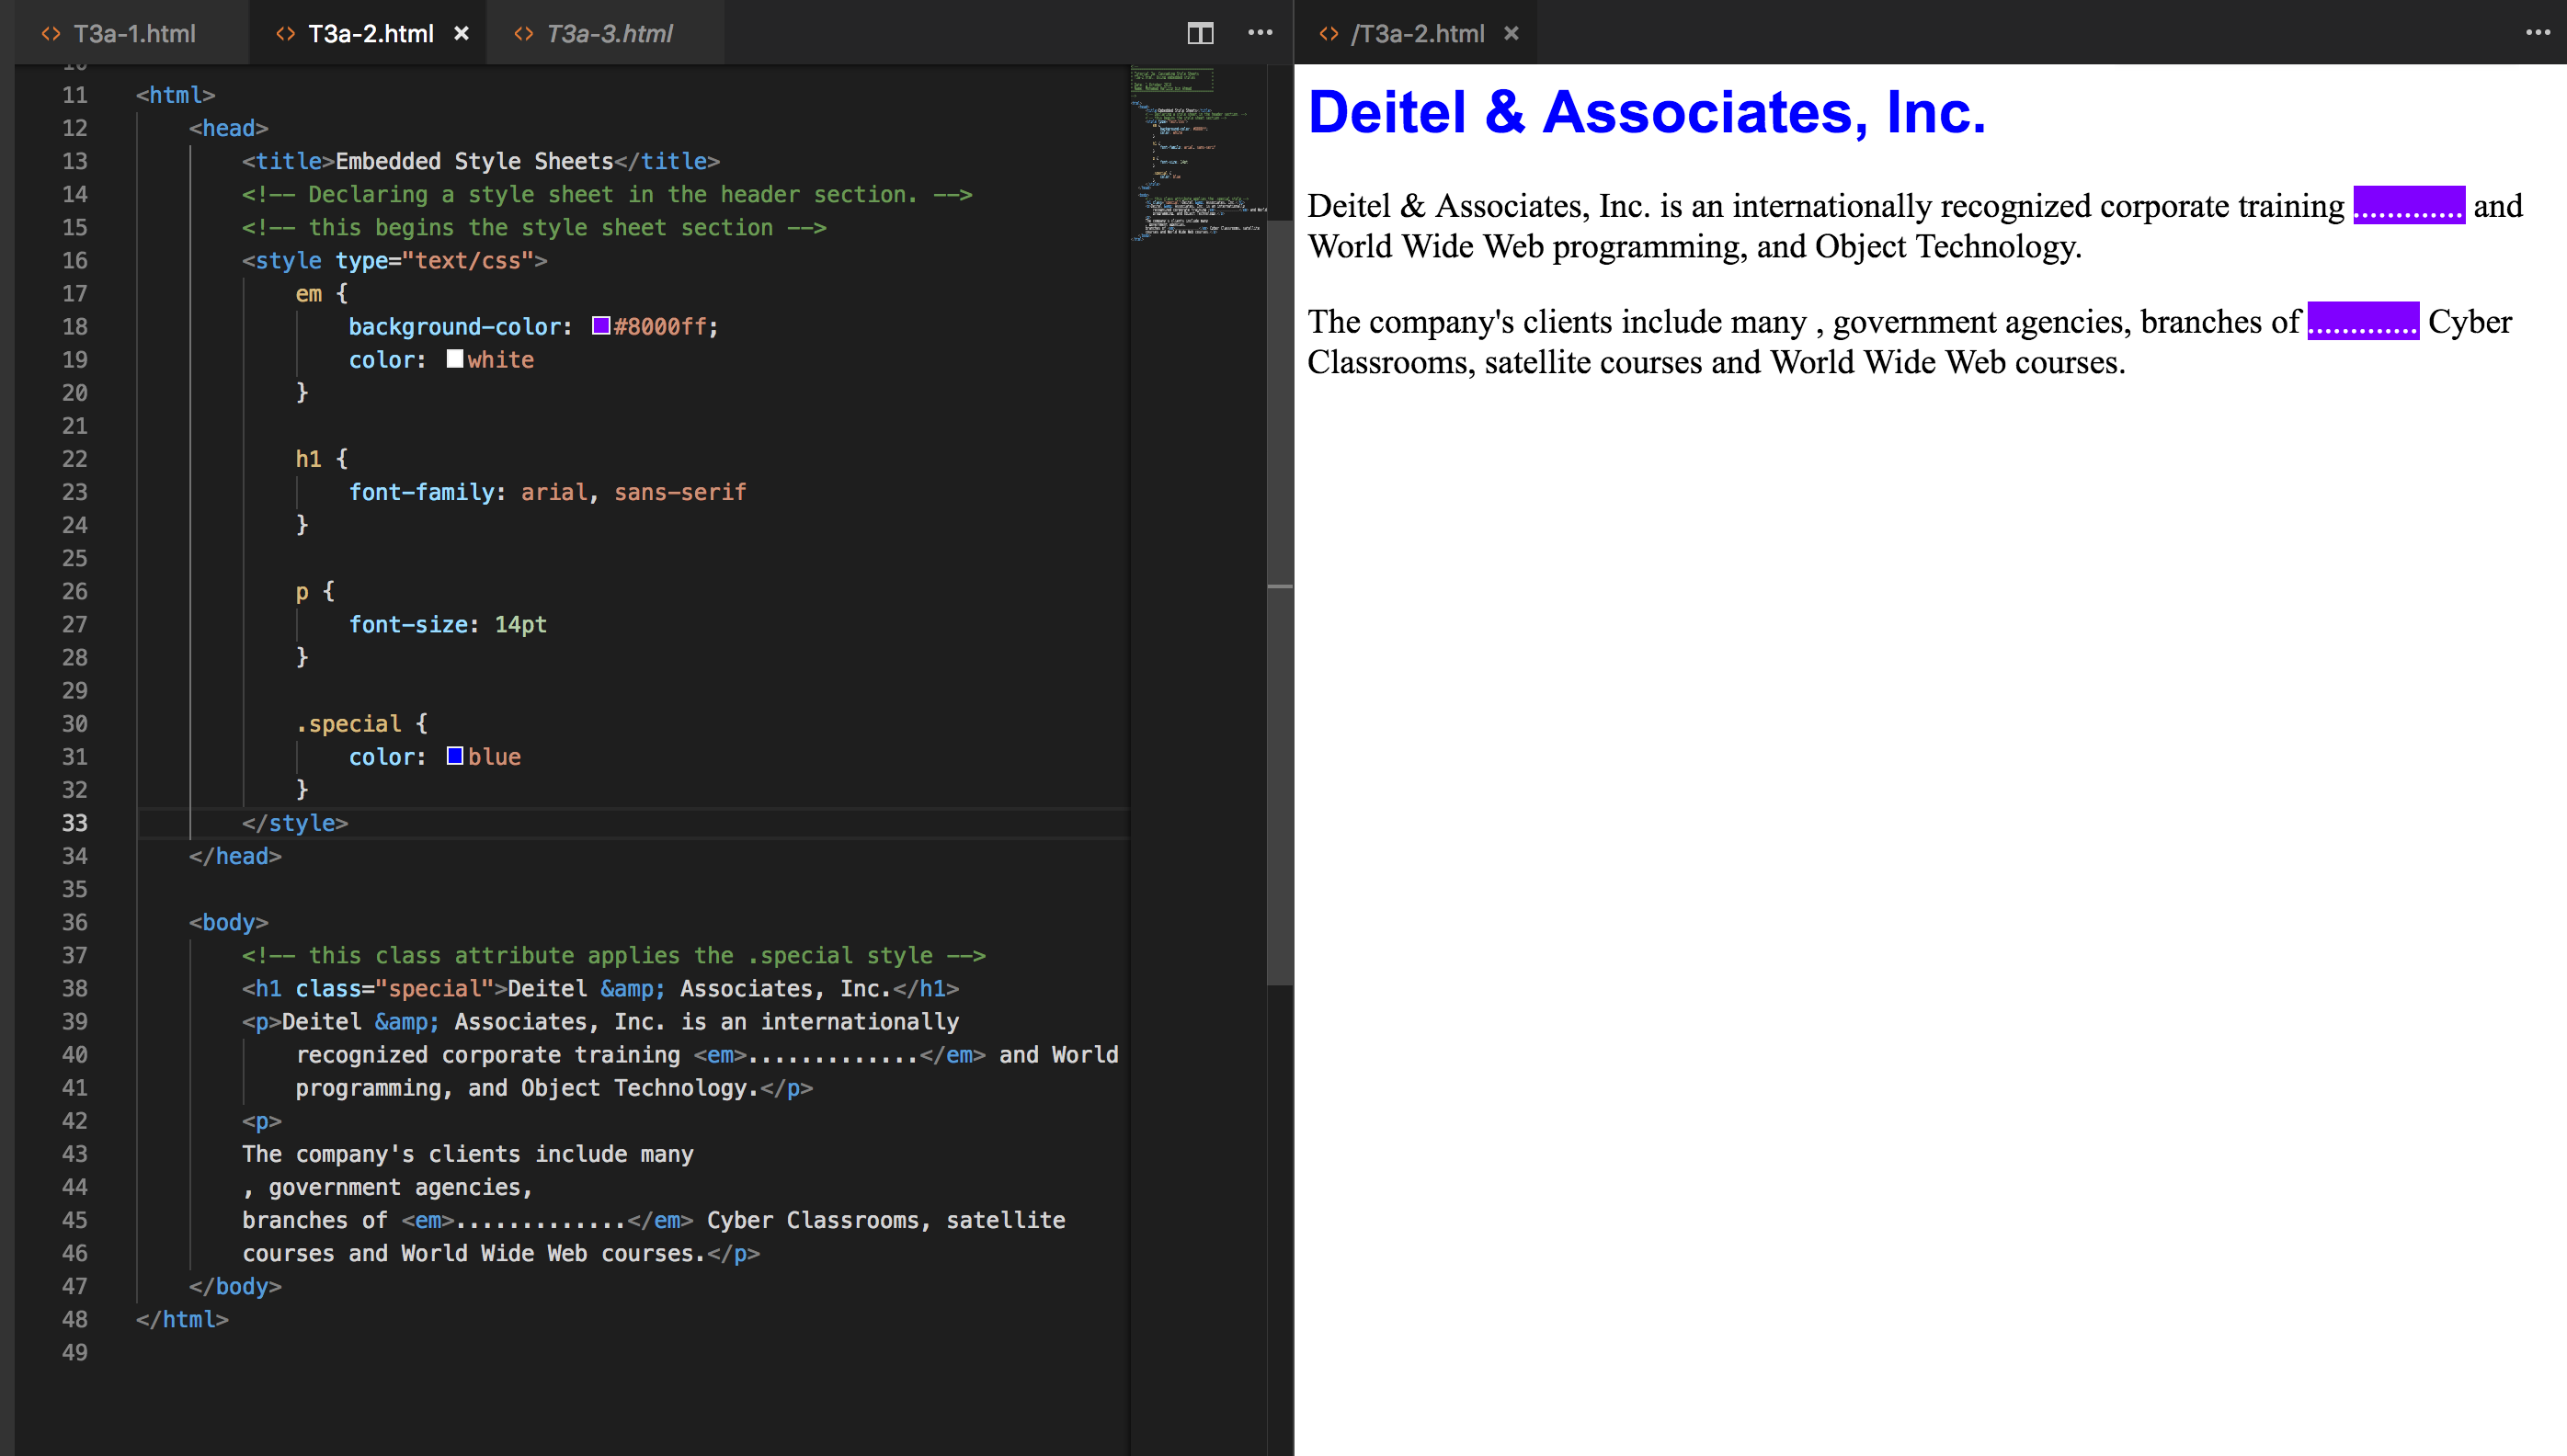 T3a-1.html
T3a-2.html
T3a-3.html
10
11 <html>
12 <head>
13 <title>Embedded Style Sheets</title>
14 <!-- Declaring a style sheet in the header section. -->
15 <!-- this begins the style sheet section -->
16 <style type="text/css">
17 em {
18 background-color: #8000ff;
19 color: white
20 }
21
22 h1 {
23 font-family: arial, sans-serif
24 }
25
26 p {
27 font-size: 14pt
28 }
29
30 .special {
31 color: blue
32 }
33 </style>
34 </head>
35
36 <body>
37 <!-- this class attribute applies the .special style -->
38 <h1 class="special">Deitel &amp; Associates, Inc.</h1>
39 <p>Deitel &amp; Associates, Inc. is an internationally
40 recognized corporate training <em>.............</em> and World
41 programming, and Object Technology.</p>
42 <p>
43 The company's clients include many
44 , government agencies,
45 branches of <em>.............</em> Cyber Classrooms, satellite
46 courses and World Wide Web courses.</p>
47 </body>
48 </html>
49
/T3a-2.html
Deitel & Associates, Inc.
Deitel & Associates, Inc. is an internationally recognized corporate training ............. and
World Wide Web programming, and Object Technology.
The company's clients include many , government agencies, branches of ............. Cyber
Classrooms, satellite courses and World Wide Web courses.